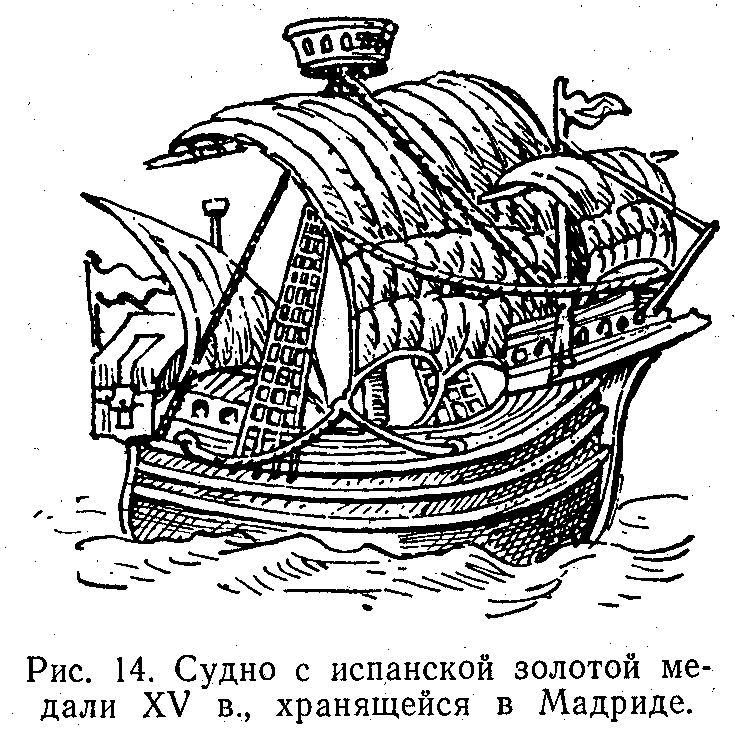 Рис. 14. Судно с испанской золотой ме-
дали XV в., хранящейся в Мадриде.